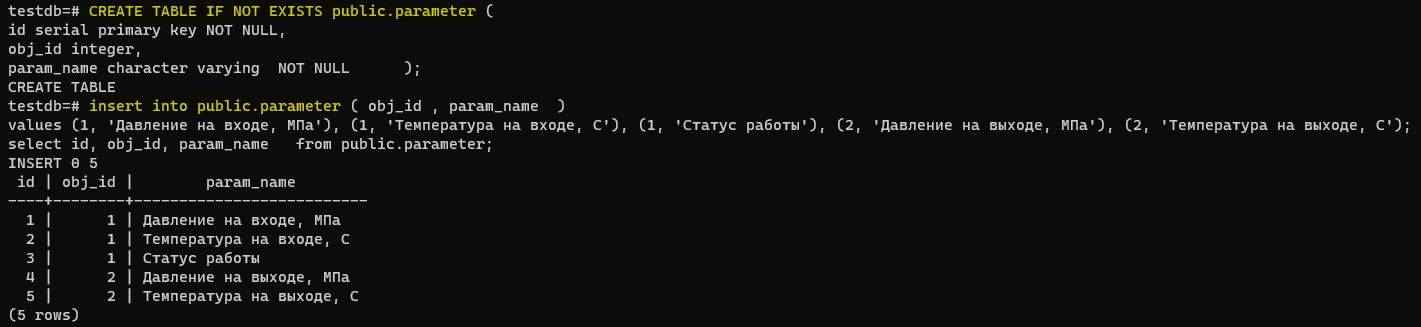 testdb=# CREATE TABLE IF NOT EXISTS public.parameter (
id serial primary key NOT NULL,
obj_id integer,
param_name character varying  NOT NULL      );
CREATE TABLE
testdb=# insert into public.parameter ( obj_id , param_name  )
values (1, 'Давление на входе, МПа'), (1, 'Температура на входе, С'), (1, 'Статус работы'), (2, 'Давление на выходе, МПа'), (2, 'Температура на выходе, С');
select id, obj_id, param_name   from public.parameter;
INSERT 0 5
 id | obj_id |        param_name
----+--------+--------------------------
  1 |      1 | Давление на входе, МПа
  2 |      1 | Температура на входе, С
  3 |      1 | Статус работы
  4 |      2 | Давление на выходе, МПа
  5 |      2 | Температура на выходе, С
(5 rows)